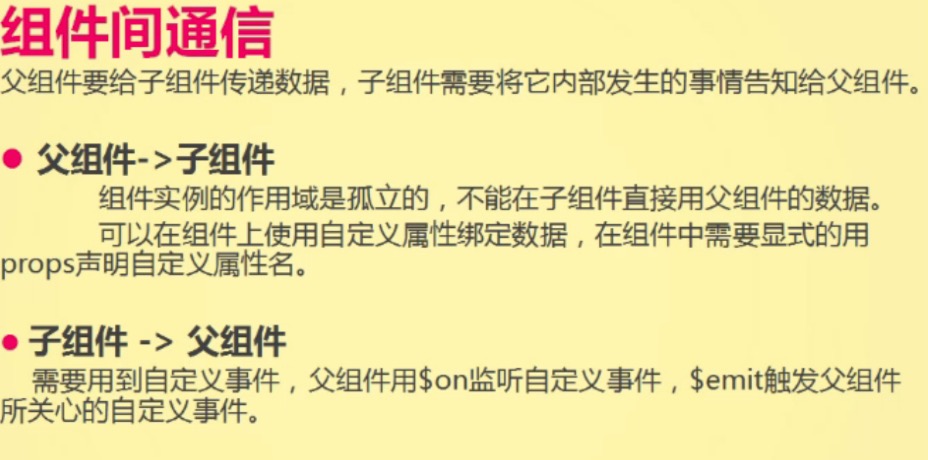 组件间通信
父组件要给子组件传递数据，子组件需要将它内部发生的事情告知给父组件。
● 父组件->子组件
组件实例的作用域是孤立的，不能在子组件直接用父组件的数据。
可以在组件上使用自定义属性绑定数据，在组件中需要显式的用
props声明自定义属性名。
● 子组件 -> 父组件
需要用到自定义事件，父组件用$on监听自定义事件，$emit触发父组件
所关心的自定义事件。